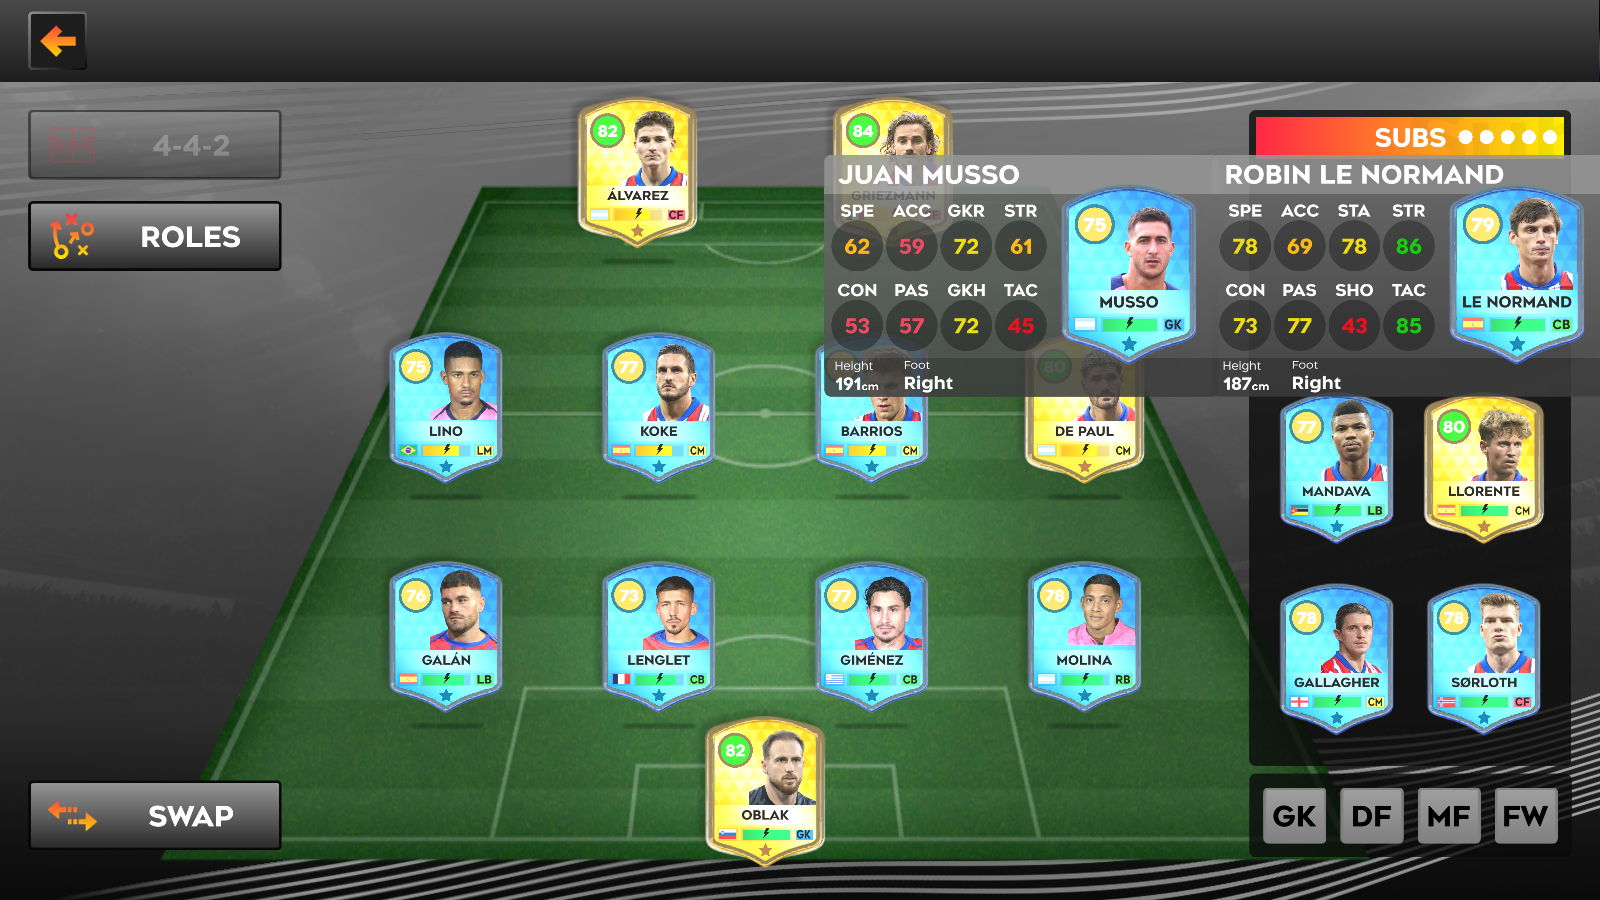 4-4-2
ROLES
SWAP
82
ÁLVAREZ
CF
84
GRIEZMANN
SUBS
JUAN MUSSO
SPE ACC GKR STR
62 59 72 61
CON PAS GKH TAC
53 57 72 45
Height Foot
191cm Right
75
MUSSO
GK
ROBIN LE NORMAND
SPE ACC STA STR
78 69 78 86
CON PAS SHO TAC
73 77 43 85
Height Foot
187cm Right
79
LE NORMAND
CB
75
LINO
LM
77
KOKE
CM
BARRIOS
CM
80
DE PAUL
CM
77
MANDAVA
LB
80
LLORENTE
CM
76
GALÁN
LB
73
LENGLET
CB
77
GIMÉNEZ
CB
78
MOLINA
RB
78
GALLAGHER
CM
78
SØRLOTH
CF
82
OBLAK
GK
GK DF MF FW